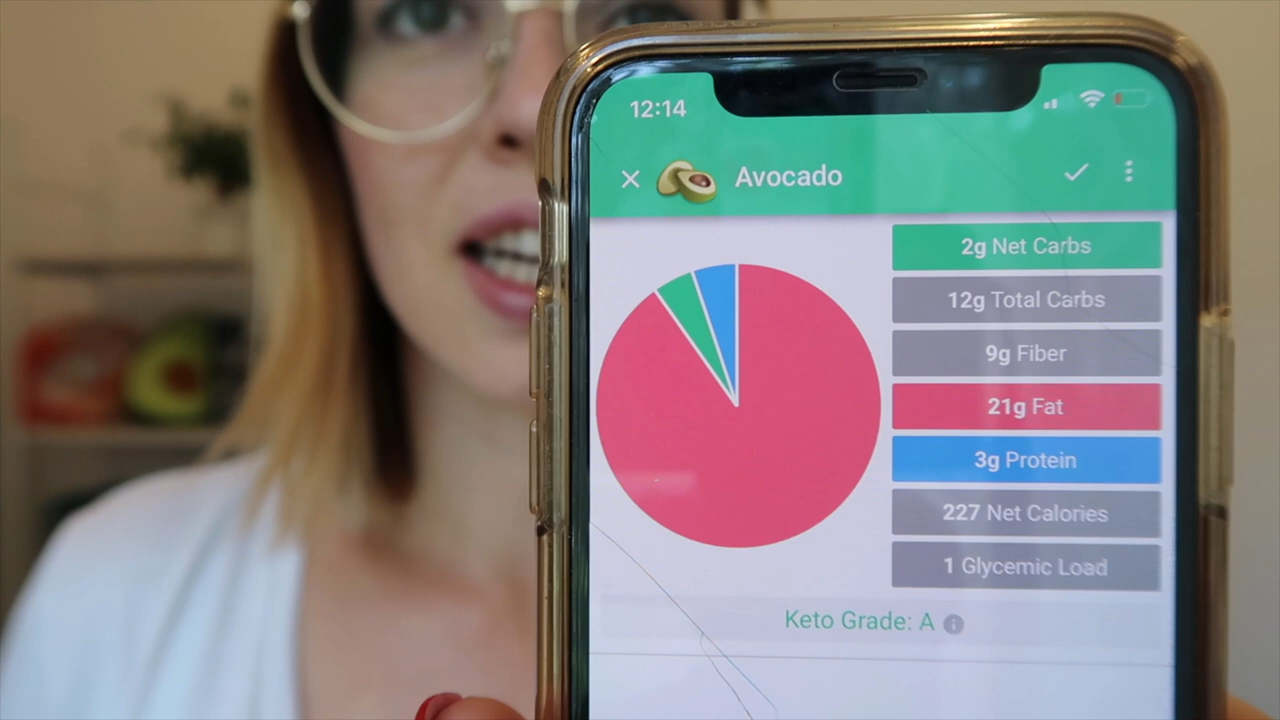 12:14
Avocado
2g Net Carbs
12g Total Carbs
9g Fiber
21g Fat
3g Protein
227 Net Calories
1 Glycemic Load
Keto Grade: A